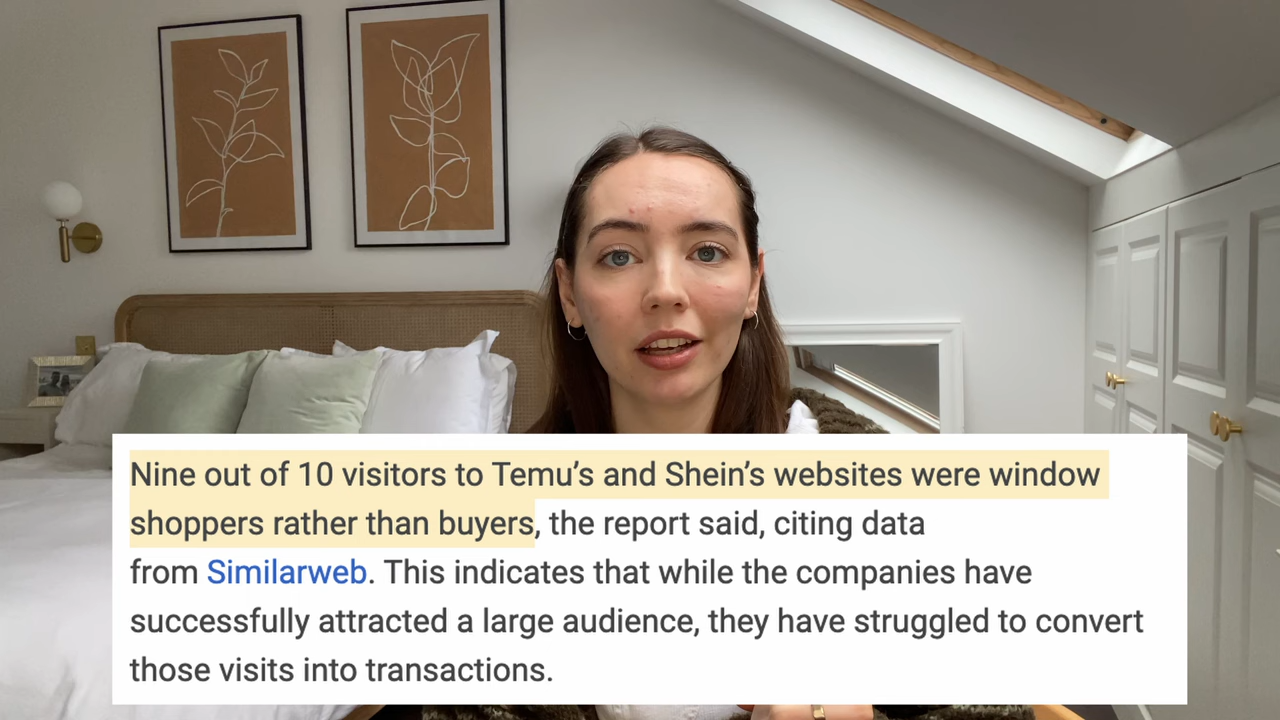 Nine out of 10 visitors to Temu’s and Shein’s websites were window
shoppers rather than buyers, the report said, citing data
from Similarweb. This indicates that while the companies have
successfully attracted a large audience, they have struggled to convert
those visits into transactions.